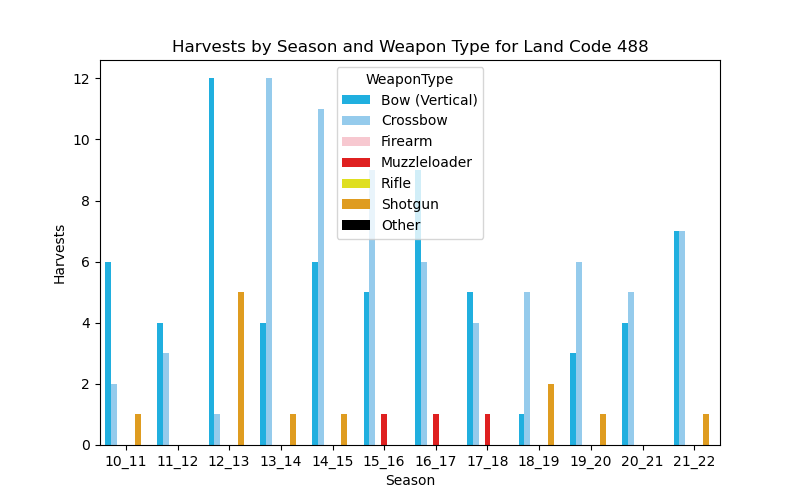 Harvests by Season and Weapon Type for Land Code 488
WeaponType
Bow (Vertical)
Crossbow
Firearm
Muzzleloader
Rifle
Shotgun
Other
Harvests
12
10
8
6
4
2
0
10_11 11_12 12_13 13_14 14_15 15_16 16_17 17_18 18_19 19_20 20_21 21_22
Season